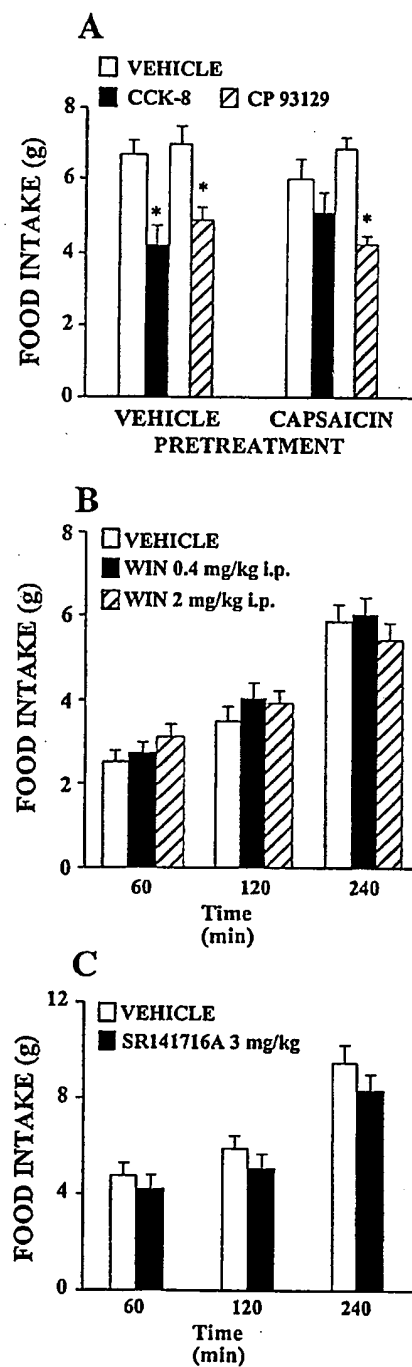 A
VEHICLE
CCK-8 CP 93129
8
6
4
2
0
FOOD INTAKE (g)
* * *
VEHICLE CAPSAICIN
PRETREATMENT
B
VEHICLE
WIN 0.4 mg/kg i.p.
WIN 2 mg/kg i.p.
8
6
4
2
0
FOOD INTAKE (g)
60 120 240
Time
(min)
C
VEHICLE
SR141716A 3 mg/kg
12
8
4
0
FOOD INTAKE (g)
60 120 240
Time
(min)